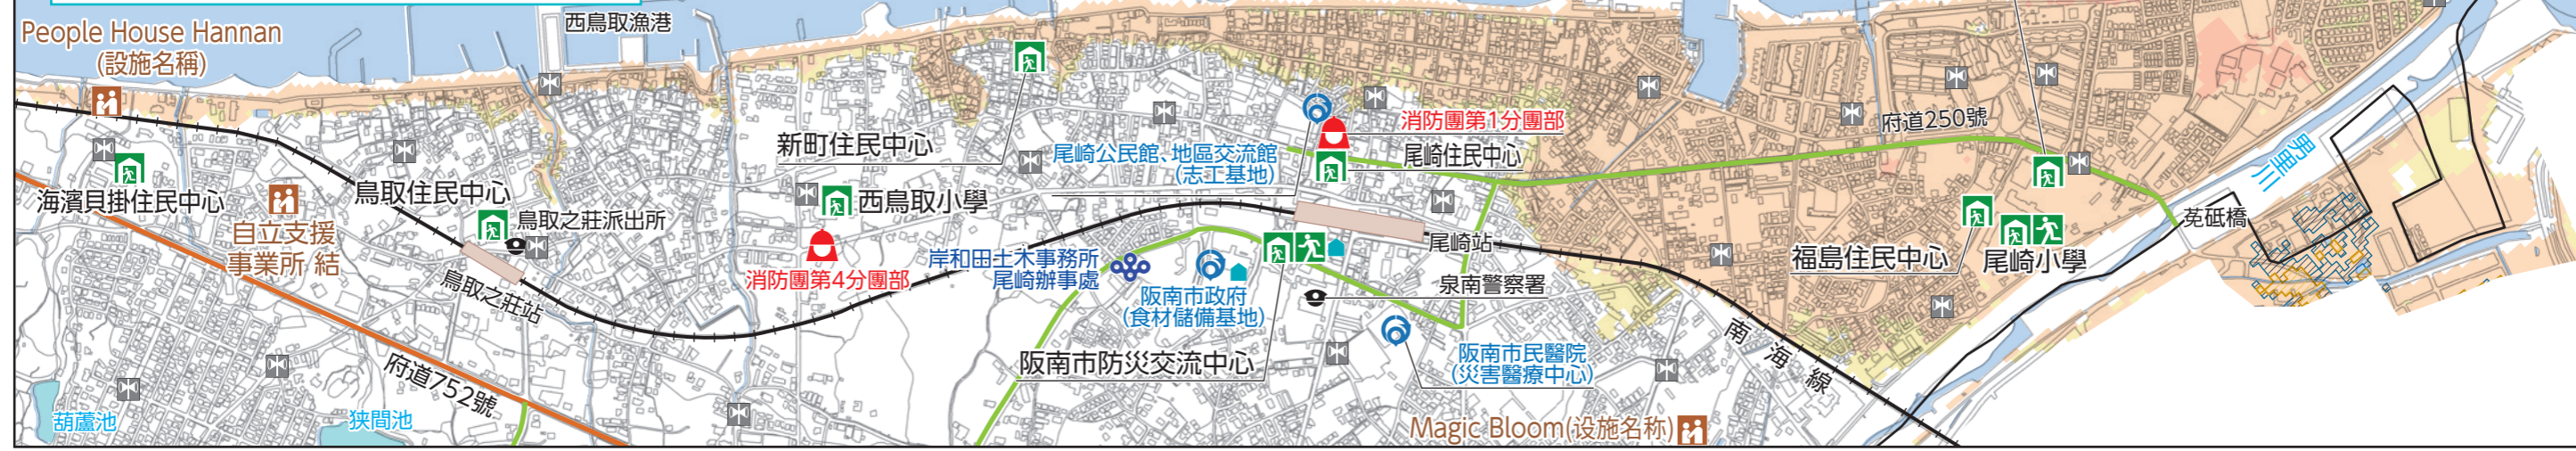 People House Hannan
(設施名稱)
西鳥取漁港
海濱貝掛住民中心
自立支援
事業所 結
鳥取住民中心
鳥取之莊派出所
鳥取之莊站
府道752號
葫蘆池
狹間池
新町住民中心
西鳥取小學
消防團第4分團部
岸和田土木事務所
尾崎辦事處
尾崎公民館、地區交流館
(志工基地)
消防團第1分團部
尾崎住民中心
阪南市政府
(食材儲備基地)
阪南市防災交流中心
尾崎站
泉南警察署
阪南市民醫院
(災害醫療中心)
Magic Bloom(设施名称)
南海線
府道250號
福島住民中心
尾崎小學
男里川
莵砥橋